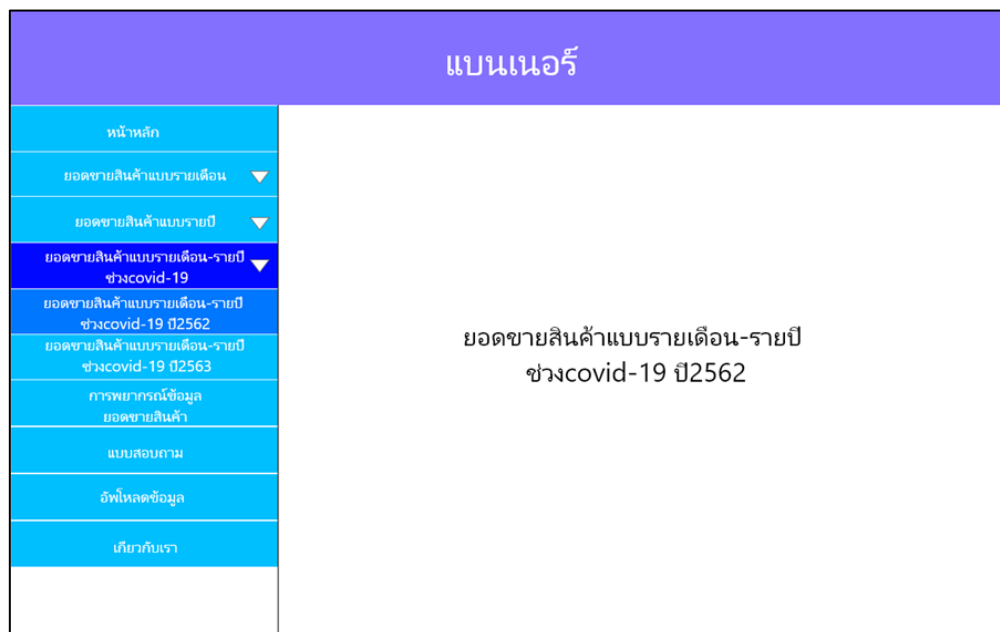 แบนเนอร์
หน้าหลัก
ยอดขายสินค้าแบบรายเดือน
ยอดขายสินค้าแบบรายปี
ยอดขายสินค้าแบบรายเดือน-รายปี
ช่วงcovid-19
ยอดขายสินค้าแบบรายเดือน-รายปี
ช่วงcovid-19 ปี2562
ยอดขายสินค้าแบบรายเดือน-รายปี
ช่วงcovid-19 ปี2563
การพยากรณ์ข้อมูล
ยอดขายสินค้า
แบบสอบถาม
อัพโหลดข้อมูล
เกี่ยวกับเรา
ยอดขายสินค้าแบบรายเดือน-รายปี
ช่วงcovid-19 ปี2562